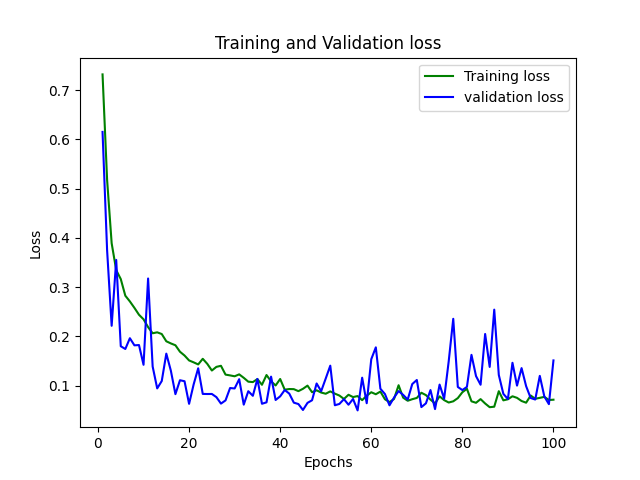 Training and Validation loss
Training loss
validation loss
0.7
0.6
0.5
0.4
0.3
0.2
0.1
Loss
0 20 40 60 80 100
Epochs